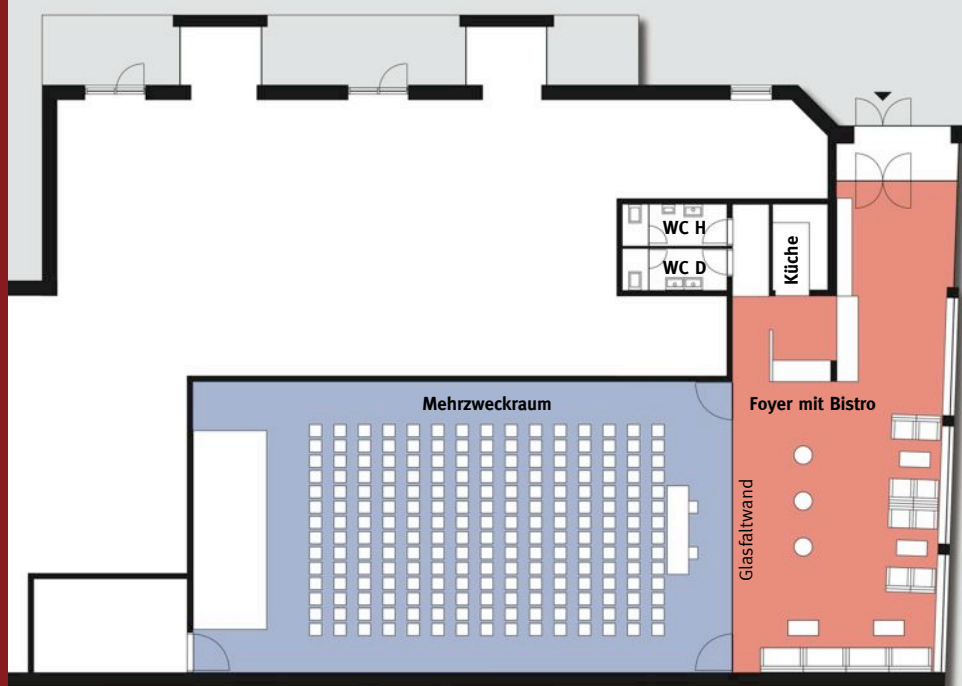 WC H
WC D
Küche
Mehrzweckraum
Foyer mit Bistro
Glasfaltwand